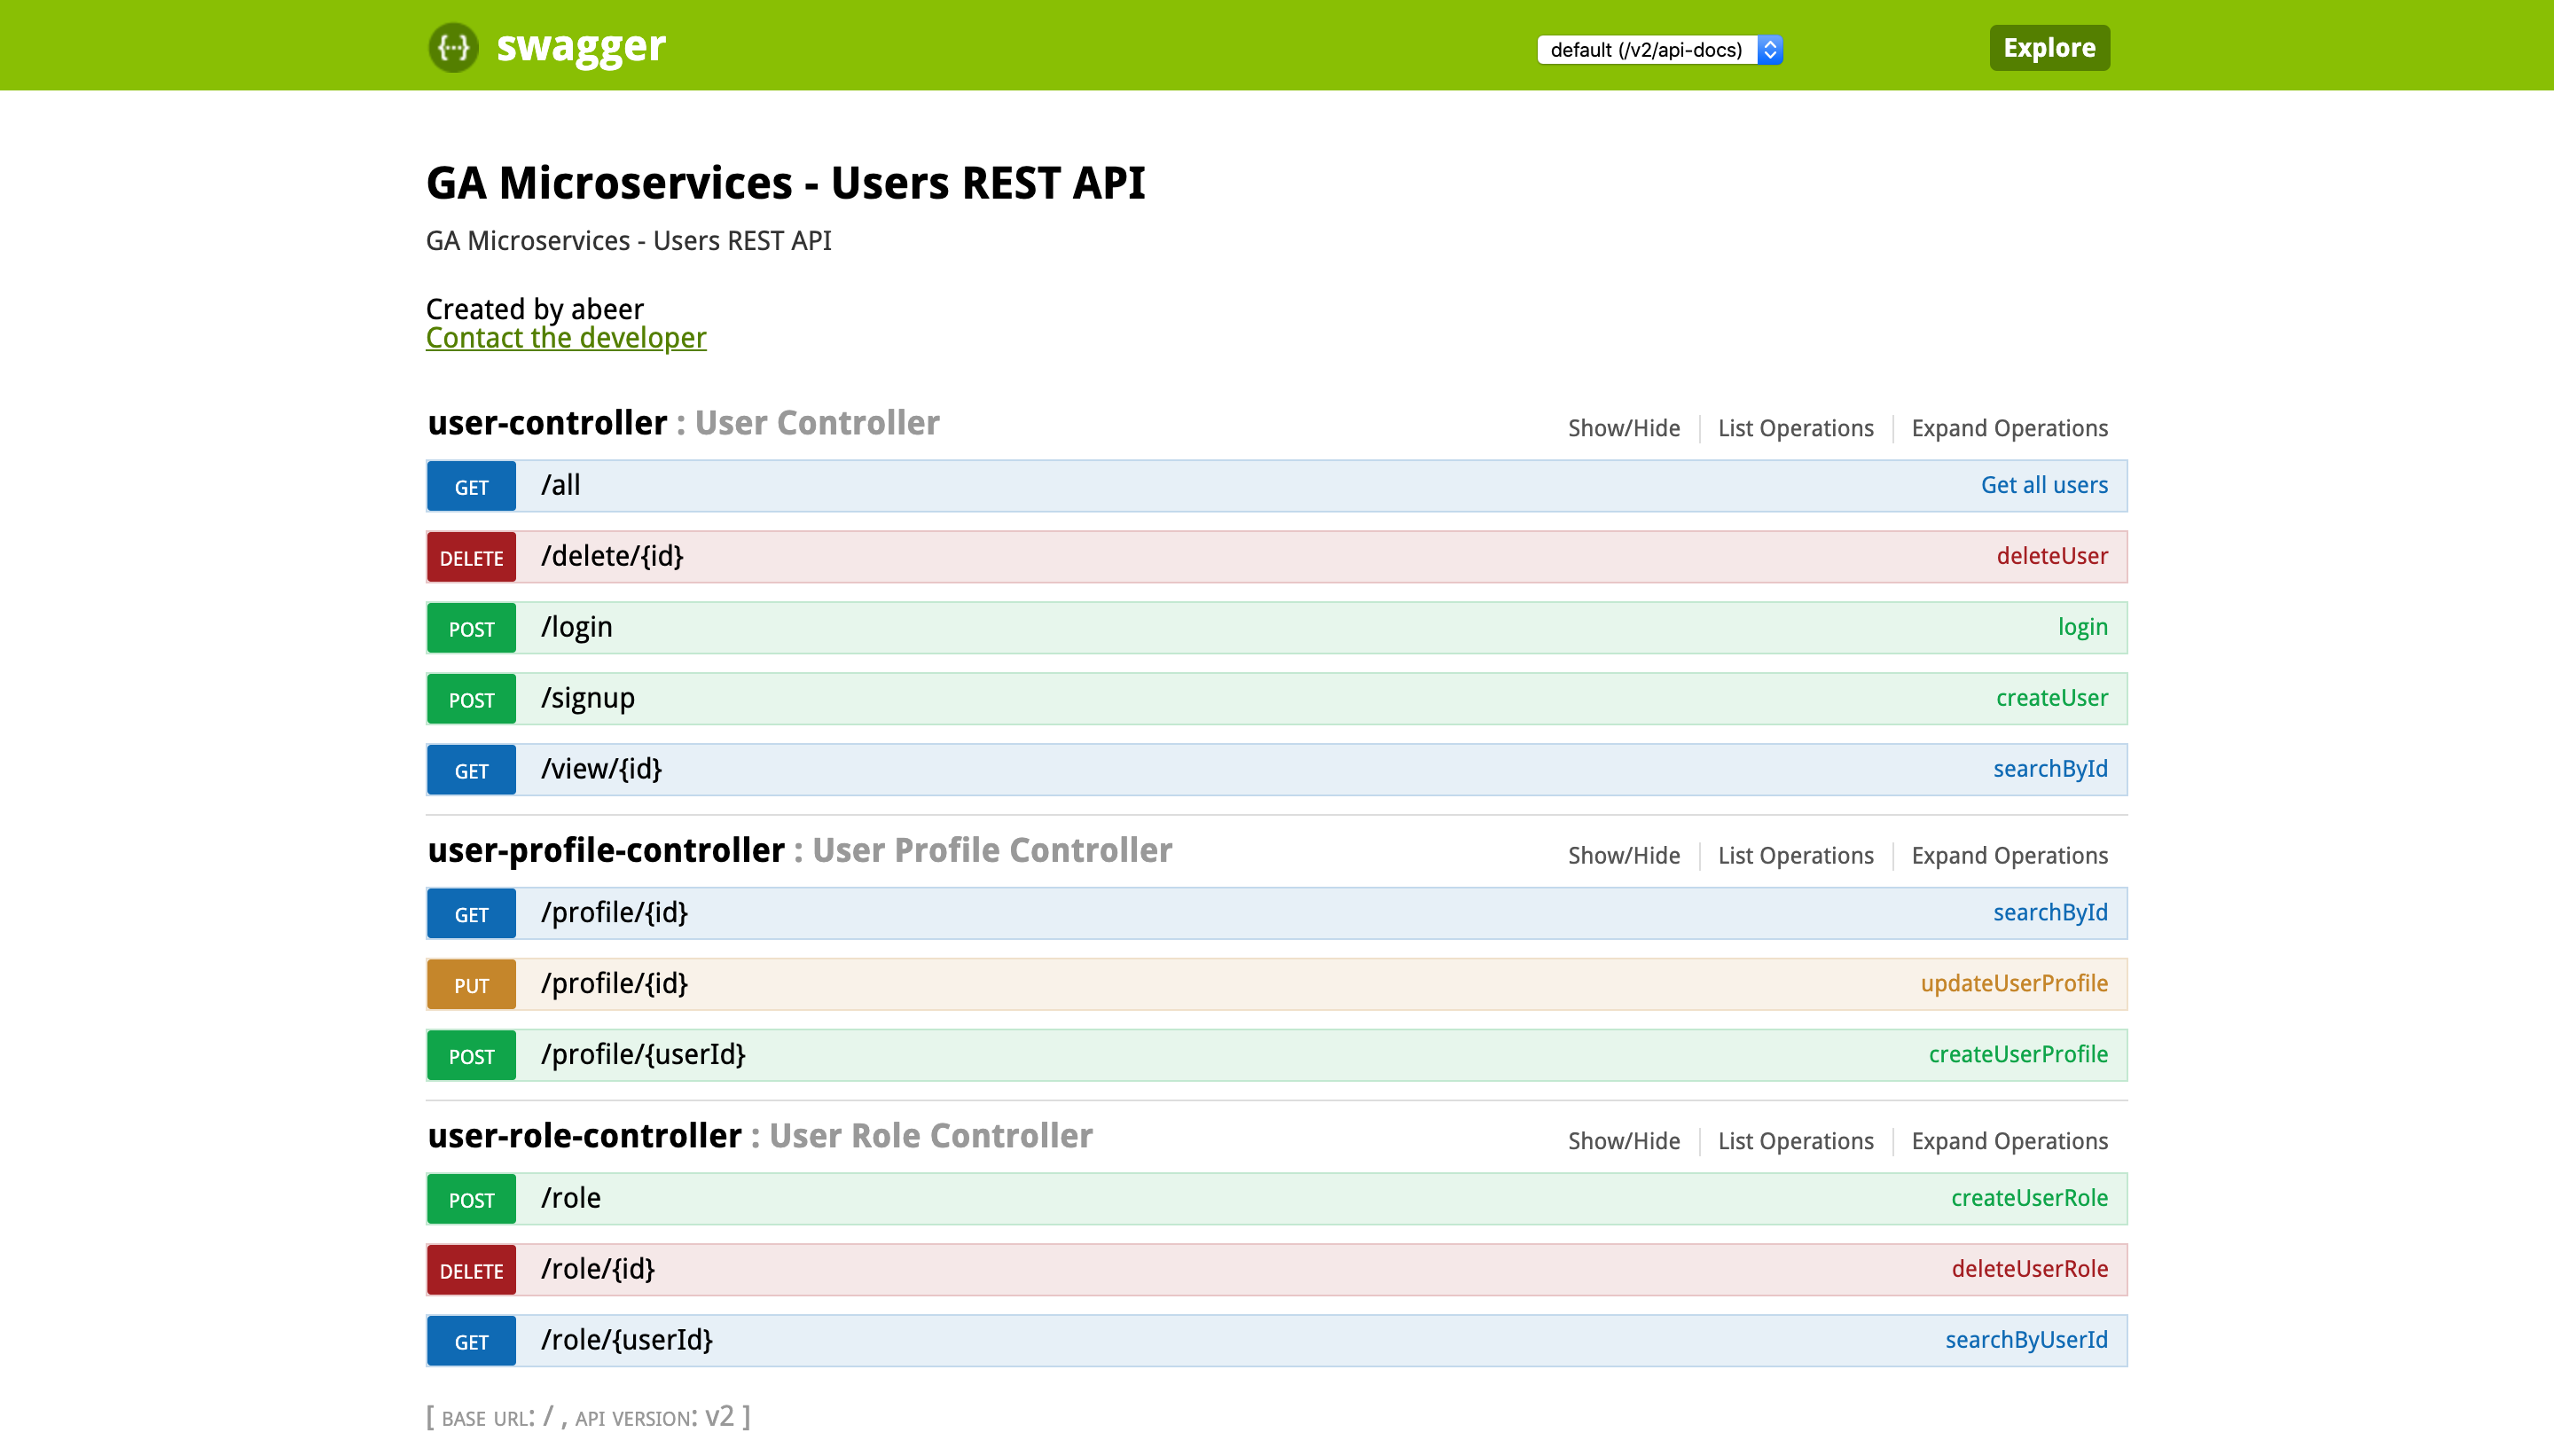 {···} swagger default (/v2/api-docs) Explore
GA Microservices - Users REST API
GA Microservices - Users REST API
Created by abeer
Contact the developer
user-controller : User Controller Show/Hide List Operations Expand Operations
GET /all Get all users
DELETE /delete/{id} deleteUser
POST /login login
POST /signup createUser
GET /view/{id} searchById
user-profile-controller : User Profile Controller Show/Hide List Operations Expand Operations
GET /profile/{id} searchById
PUT /profile/{id} updateUserProfile
POST /profile/{userId} createUserProfile
user-role-controller : User Role Controller Show/Hide List Operations Expand Operations
POST /role createUserRole
DELETE /role/{id} deleteUserRole
GET /role/{userId} searchByUserId
[ BASE URL: / , API VERSION: v2 ]